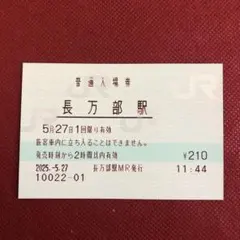 普通入場券
長万部駅
5月27日1回限り有効
旅客車内に立ち入ることはできません。
発売時刻から2時間以内有効 ¥210
2025.-5.27 長万部駅MR発行 11:44
10022-01